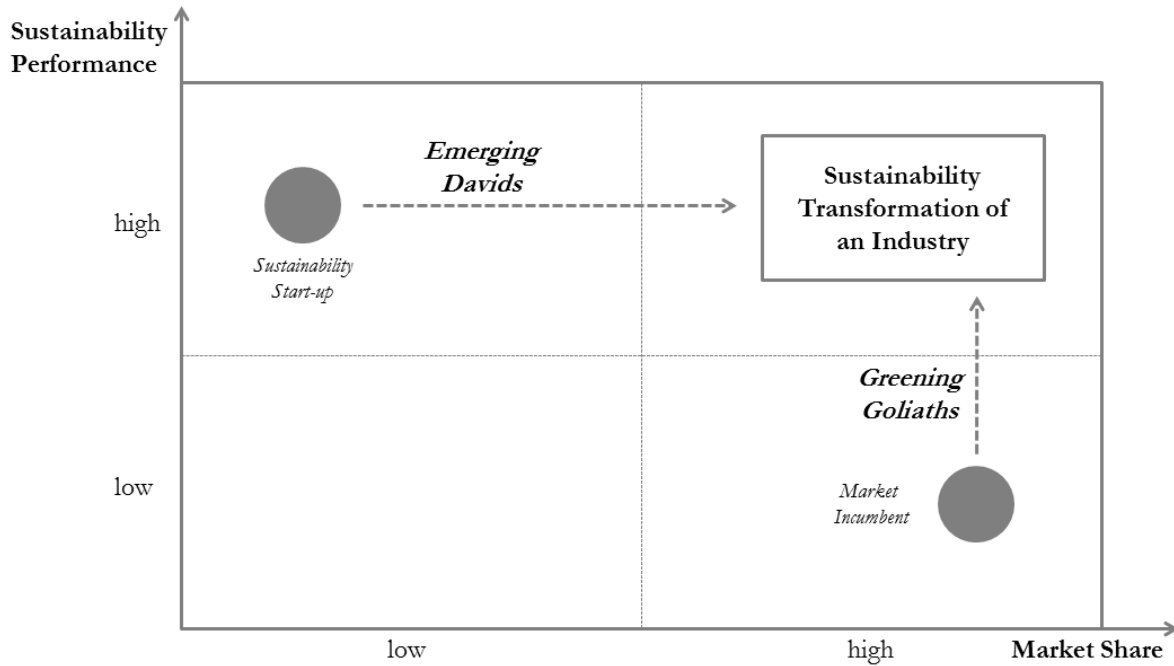 Sustainability
Performance
Emerging
Davids
Sustainability
Transformation of
an Industry
high
Sustainability
Start-up
Greening
Goliaths
low
Market
Incumbent
low
high
Market Share